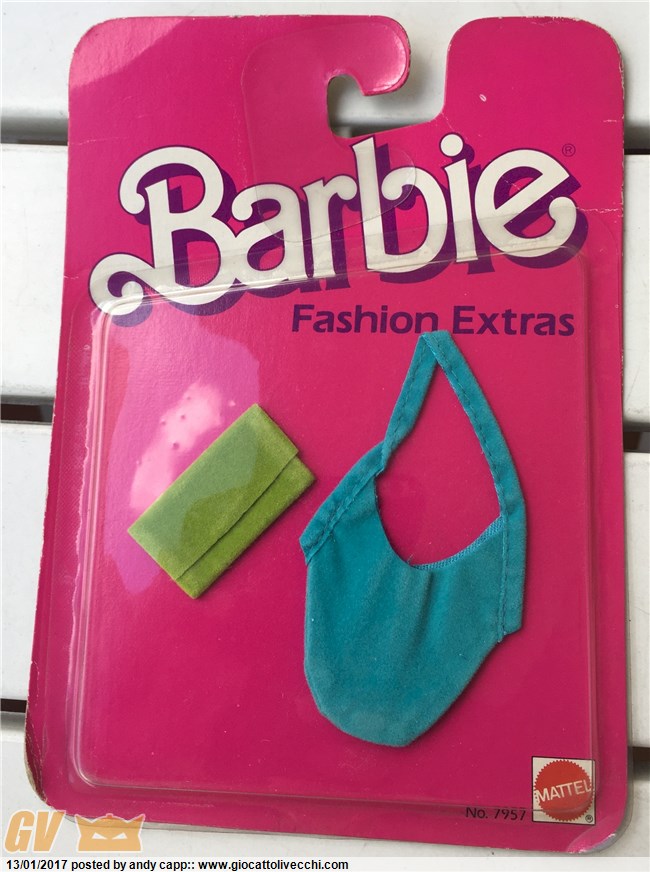 Barbie®
Fashion Extras
MATTEL
®
No. 7957
GV
13/01/2017 posted by andy capp:: www.giocattolivecchi.com